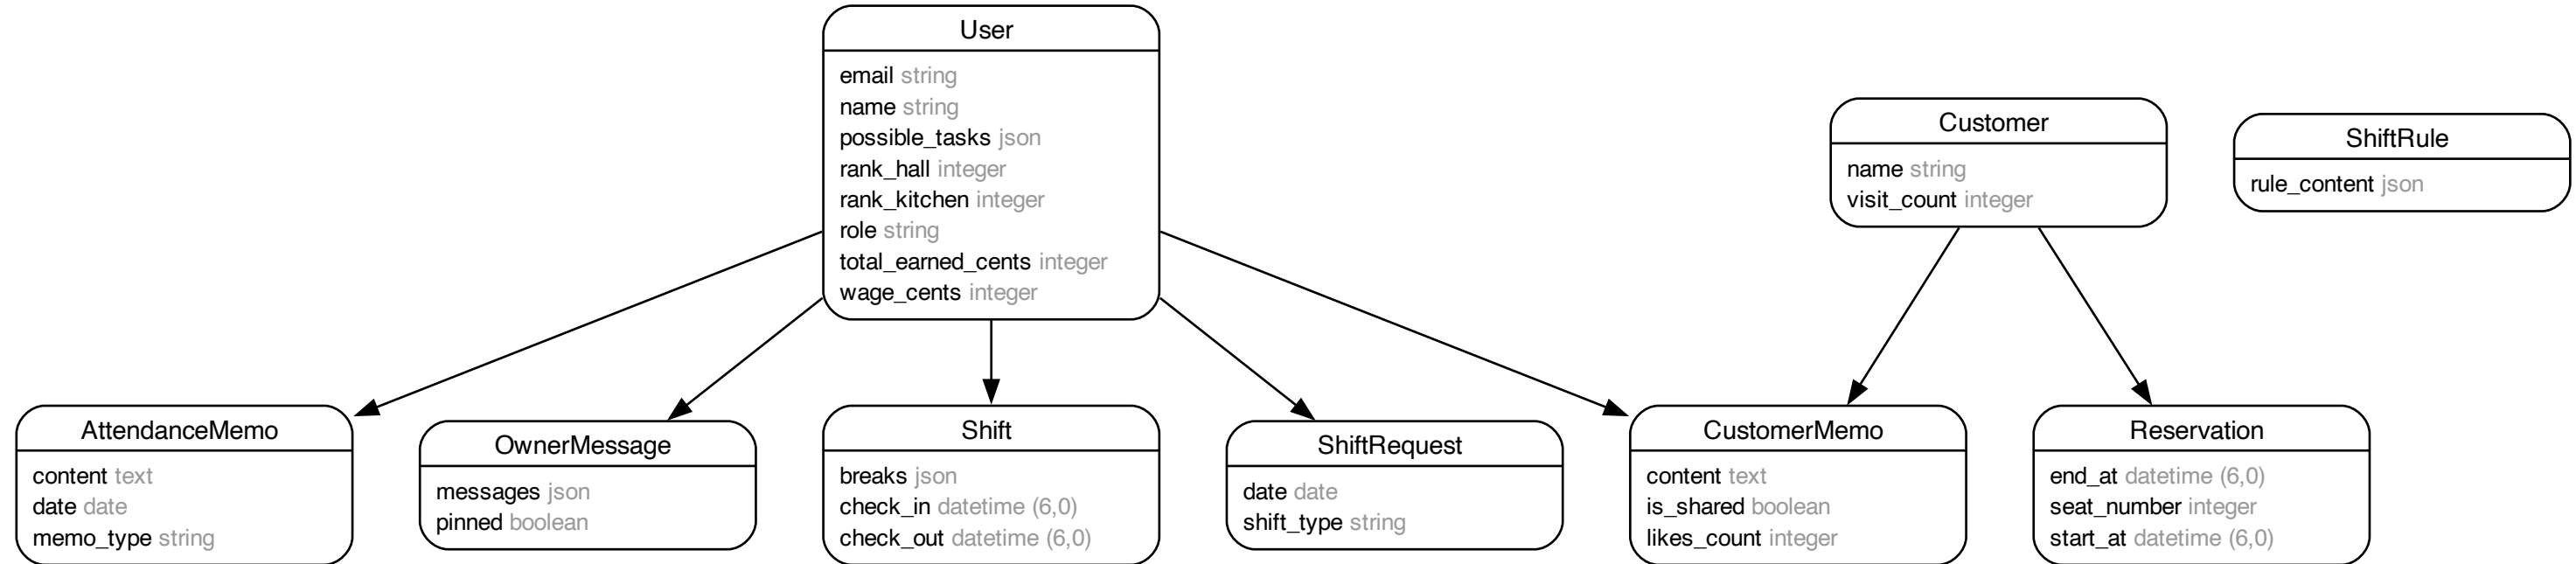 User
email string
name string
possible_tasks json
rank_hall integer
rank_kitchen integer
role string
total_earned_cents integer
wage_cents integer
Customer
name string
visit_count integer
ShiftRule
rule_content json
AttendanceMemo
content text
date date
memo_type string
OwnerMessage
messages json
pinned boolean
Shift
breaks json
check_in datetime (6,0)
check_out datetime (6,0)
ShiftRequest
date date
shift_type string
CustomerMemo
content text
is_shared boolean
likes_count integer
Reservation
end_at datetime (6,0)
seat_number integer
start_at datetime (6,0)